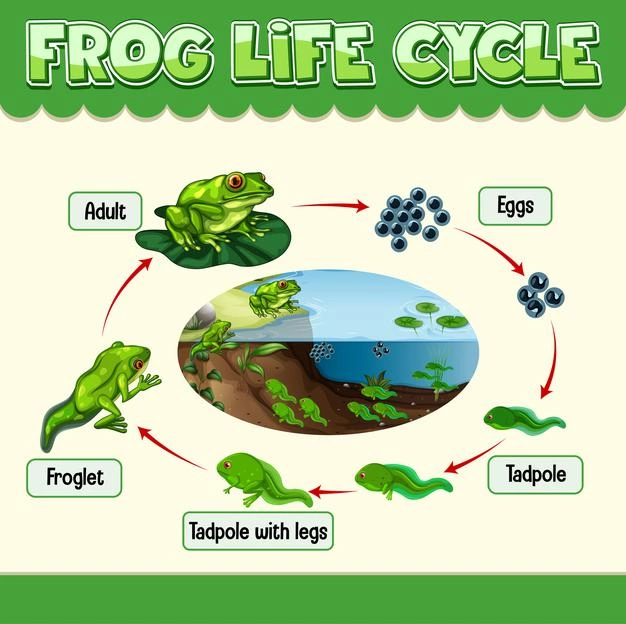 FROG LiFE CYCLE
Adult
Eggs
Froglet
Tadpole
Tadpole with legs